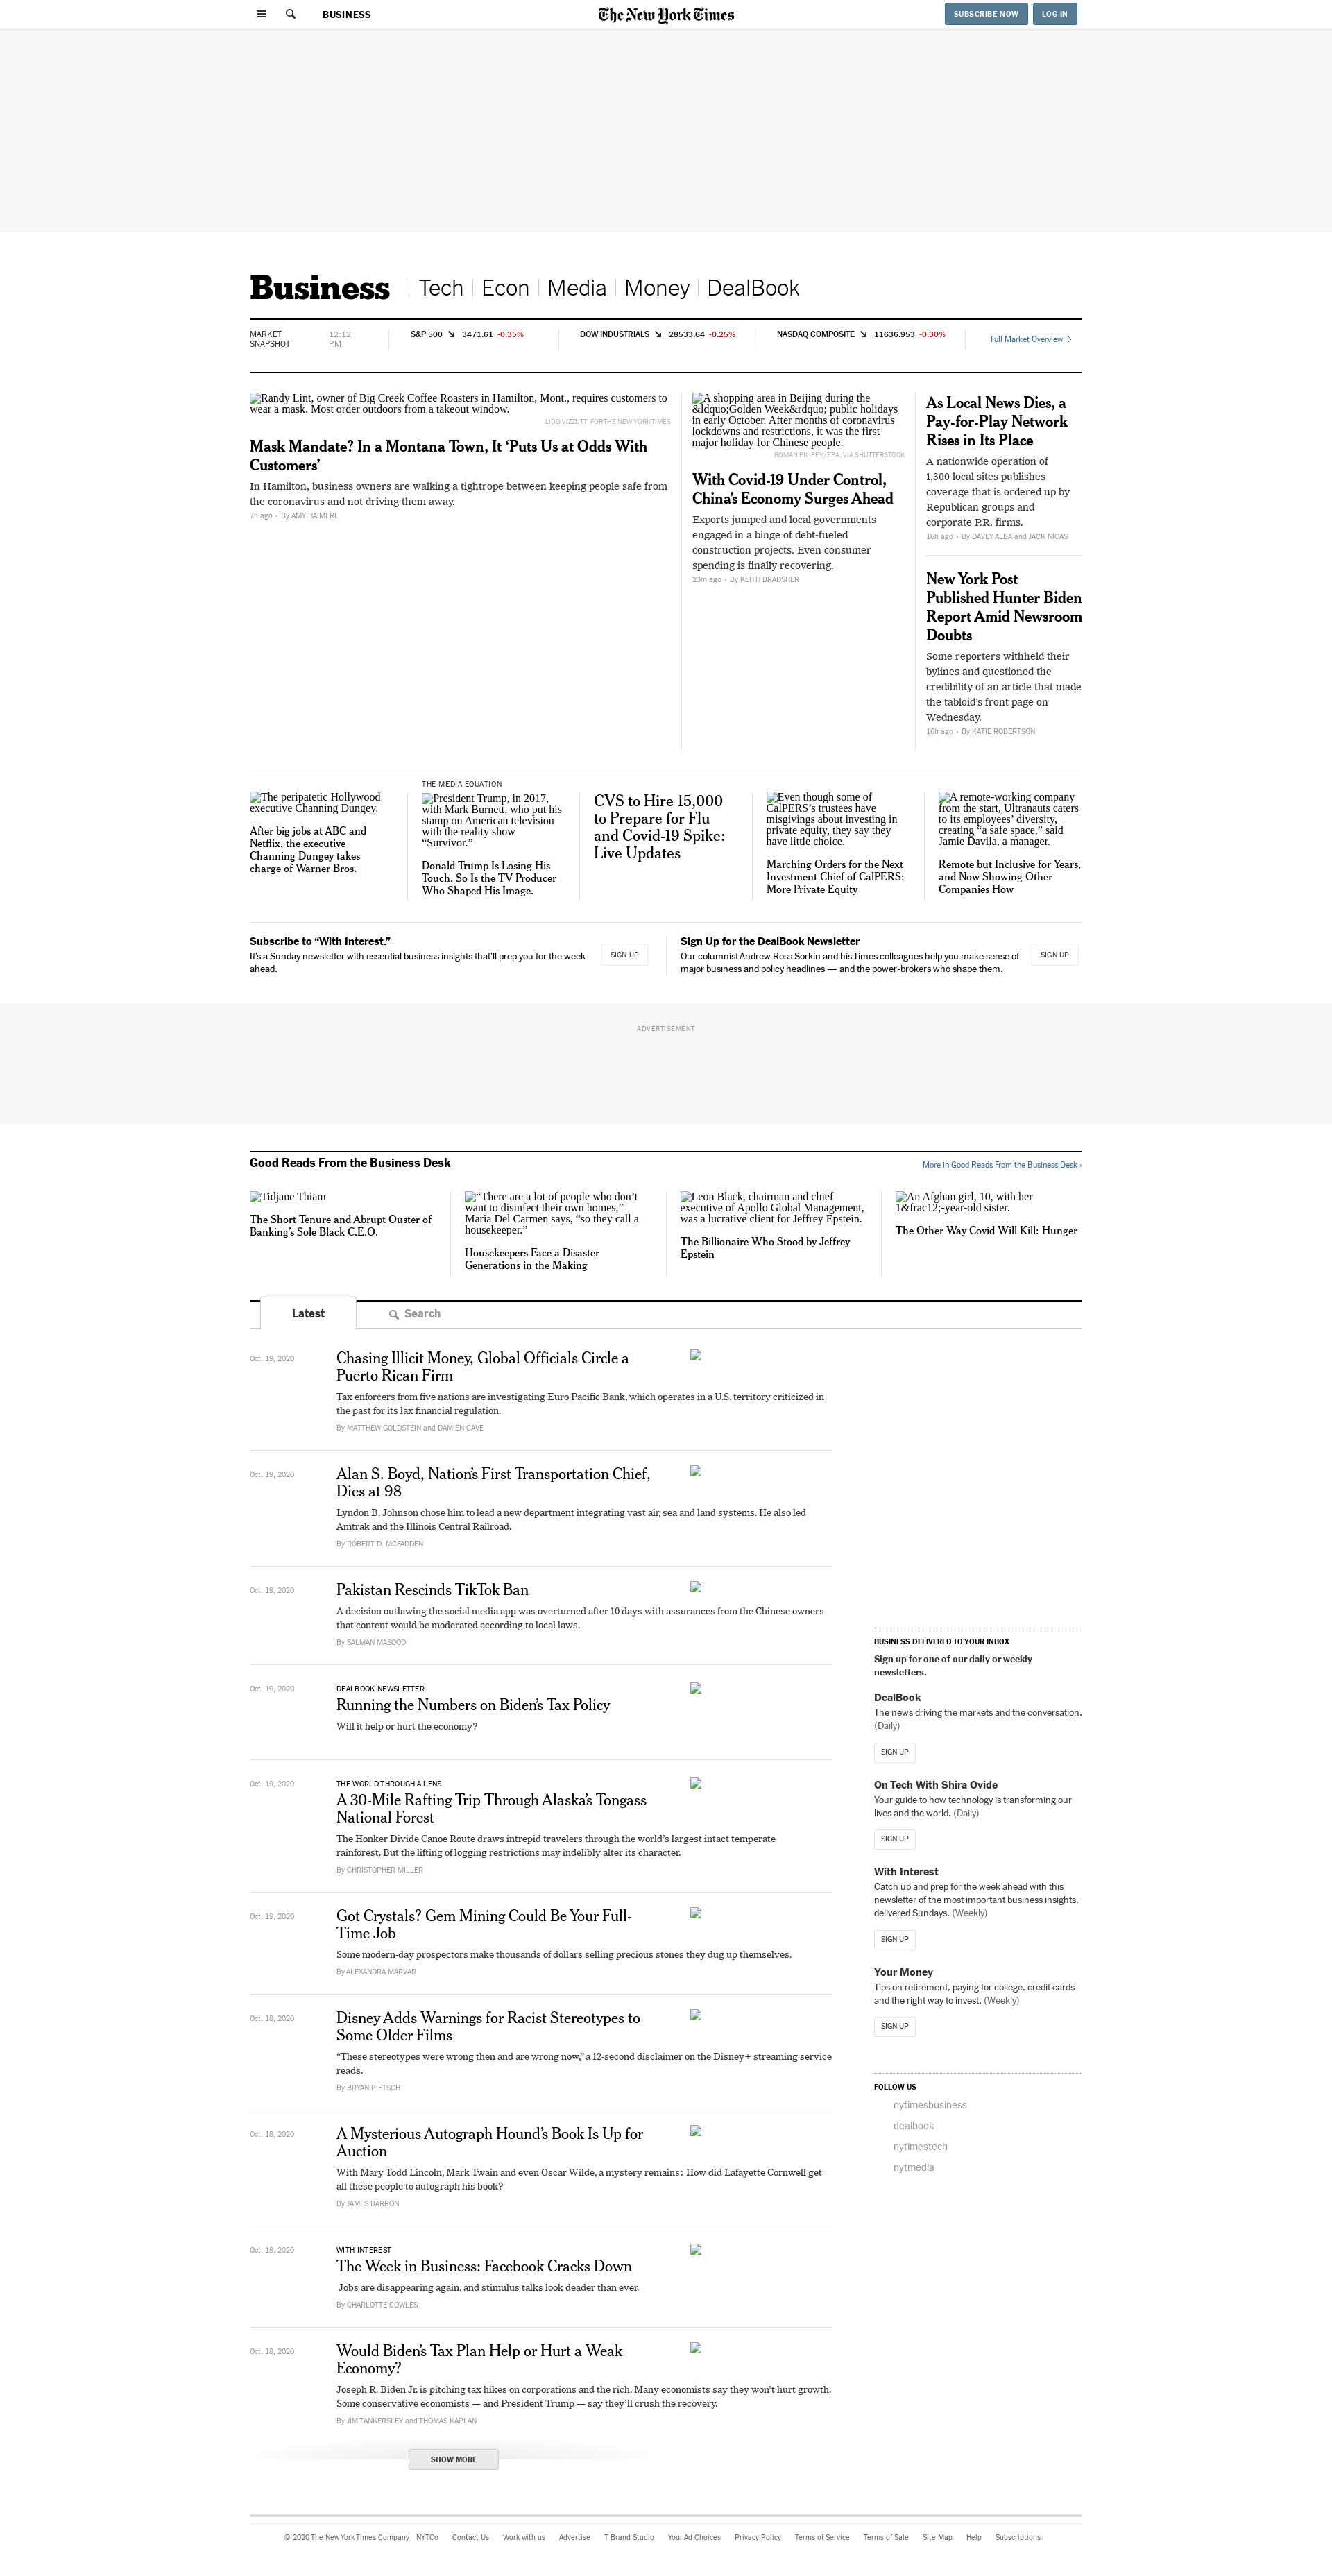 BUSINESS
The New York Times
SUBSCRIBE NOW
LOG IN
Business
Tech
Econ
Media
Money
DealBook
MARKET
SNAPSHOT
12:12
P.M.
S&P 500 3471.61 -0.35%
DOW INDUSTRIALS 28533.64 -0.25%
NASDAQ COMPOSITE 11636.953 -0.30%
Full Market Overview
Randy Lint, owner of Big Creek Coffee Roasters in Hamilton, Mont., requires customers to
wear a mask. Most order outdoors from a takeout window.
LIDO VIZZUTTI FOR THE NEW YORK TIMES
Mask Mandate? In a Montana Town, It ‘Puts Us at Odds With
Customers’
In Hamilton, business owners are walking a tightrope between keeping people safe from
the coronavirus and not driving them away.
7h ago • By AMY HAIMERL
A shopping area in Beijing during the
&ldquo;Golden Week&rdquo; public holidays
in early October. After months of coronavirus
lockdowns and restrictions, it was the first
major holiday for Chinese people.
ROMAN PILIPEY/EPA, VIA SHUTTERSTOCK
With Covid-19 Under Control,
China’s Economy Surges Ahead
Exports jumped and local governments
engaged in a binge of debt-fueled
construction projects. Even consumer
spending is finally recovering.
23m ago • By KEITH BRADSHER
As Local News Dies, a
Pay-for-Play Network
Rises in Its Place
A nationwide operation of
1,300 local sites publishes
coverage that is ordered up by
Republican groups and
corporate P.R. firms.
16h ago • By DAVEY ALBA and JACK NICAS
New York Post
Published Hunter Biden
Report Amid Newsroom
Doubts
Some reporters withheld their
bylines and questioned the
credibility of an article that made
the tabloid’s front page on
Wednesday.
16h ago • By KATIE ROBERTSON
The peripatetic Hollywood
executive Channing Dungey.
After big jobs at ABC and
Netflix, the executive
Channing Dungey takes
charge of Warner Bros.
THE MEDIA EQUATION
President Trump, in 2017,
with Mark Burnett, who put his
stamp on American television
with the reality show
“Survivor.”
Donald Trump Is Losing His
Touch. So Is the TV Producer
Who Shaped His Image.
CVS to Hire 15,000
to Prepare for Flu
and Covid-19 Spike:
Live Updates
Even though some of
CalPERS’s trustees have
misgivings about investing in
private equity, they say they
have little choice.
Marching Orders for the Next
Investment Chief of CalPERS:
More Private Equity
A remote-working company
from the start, Ultranauts caters
to its employees’ diversity,
creating “a safe space,” said
Jamie Davila, a manager.
Remote but Inclusive for Years,
and Now Showing Other
Companies How
Subscribe to “With Interest.”
It’s a Sunday newsletter with essential business insights that’ll prep you for the week
ahead.
SIGN UP
Sign Up for the DealBook Newsletter
Our columnist Andrew Ross Sorkin and his Times colleagues help you make sense of
major business and policy headlines — and the power-brokers who shape them.
SIGN UP
ADVERTISEMENT
Good Reads From the Business Desk
More in Good Reads From the Business Desk ›
Tidjane Thiam
The Short Tenure and Abrupt Ouster of
Banking’s Sole Black C.E.O.
“There are a lot of people who don’t
want to disinfect their own homes,”
Maria Del Carmen says, “so they call a
housekeeper.”
Housekeepers Face a Disaster
Generations in the Making
Leon Black, chairman and chief
executive of Apollo Global Management,
was a lucrative client for Jeffrey Epstein.
The Billionaire Who Stood by Jeffrey
Epstein
An Afghan girl, 10, with her
1&frac12;-year-old sister.
The Other Way Covid Will Kill: Hunger
Latest
Search
Oct. 19, 2020
Chasing Illicit Money, Global Officials Circle a
Puerto Rican Firm
Tax enforcers from five nations are investigating Euro Pacific Bank, which operates in a U.S. territory criticized in
the past for its lax financial regulation.
By MATTHEW GOLDSTEIN and DAMIEN CAVE
Oct. 19, 2020
Alan S. Boyd, Nation’s First Transportation Chief,
Dies at 98
Lyndon B. Johnson chose him to lead a new department integrating vast air, sea and land systems. He also led
Amtrak and the Illinois Central Railroad.
By ROBERT D. MCFADDEN
Oct. 19, 2020
Pakistan Rescinds TikTok Ban
A decision outlawing the social media app was overturned after 10 days with assurances from the Chinese owners
that content would be moderated according to local laws.
By SALMAN MASOOD
Oct. 19, 2020
DEALBOOK NEWSLETTER
Running the Numbers on Biden’s Tax Policy
Will it help or hurt the economy?
Oct. 19, 2020
THE WORLD THROUGH A LENS
A 30-Mile Rafting Trip Through Alaska’s Tongass
National Forest
The Honker Divide Canoe Route draws intrepid travelers through the world’s largest intact temperate
rainforest. But the lifting of logging restrictions may indelibly alter its character.
By CHRISTOPHER MILLER
Oct. 19, 2020
Got Crystals? Gem Mining Could Be Your Full-
Time Job
Some modern-day prospectors make thousands of dollars selling precious stones they dug up themselves.
By ALEXANDRA MARVAR
Oct. 18, 2020
Disney Adds Warnings for Racist Stereotypes to
Some Older Films
“These stereotypes were wrong then and are wrong now,” a 12-second disclaimer on the Disney+ streaming service
reads.
By BRYAN PIETSCH
Oct. 18, 2020
A Mysterious Autograph Hound’s Book Is Up for
Auction
With Mary Todd Lincoln, Mark Twain and even Oscar Wilde, a mystery remains: How did Lafayette Cornwell get
all these people to autograph his book?
By JAMES BARRON
Oct. 18, 2020
WITH INTEREST
The Week in Business: Facebook Cracks Down
Jobs are disappearing again, and stimulus talks look deader than ever.
By CHARLOTTE COWLES
Oct. 18, 2020
Would Biden’s Tax Plan Help or Hurt a Weak
Economy?
Joseph R. Biden Jr. is pitching tax hikes on corporations and the rich. Many economists say they won’t hurt growth.
Some conservative economists — and President Trump — say they’ll crush the recovery.
By JIM TANKERSLEY and THOMAS KAPLAN
SHOW MORE
BUSINESS DELIVERED TO YOUR INBOX
Sign up for one of our daily or weekly
newsletters.
DealBook
The news driving the markets and the conversation.
(Daily)
SIGN UP
On Tech With Shira Ovide
Your guide to how technology is transforming our
lives and the world. (Daily)
SIGN UP
With Interest
Catch up and prep for the week ahead with this
newsletter of the most important business insights,
delivered Sundays. (Weekly)
SIGN UP
Your Money
Tips on retirement, paying for college, credit cards
and the right way to invest. (Weekly)
SIGN UP
FOLLOW US
nytimesbusiness
dealbook
nytimestech
nytmedia
© 2020 The New York Times Company NYTCo Contact Us Work with us Advertise T Brand Studio Your Ad Choices Privacy Policy Terms of Service Terms of Sale Site Map Help Subscriptions